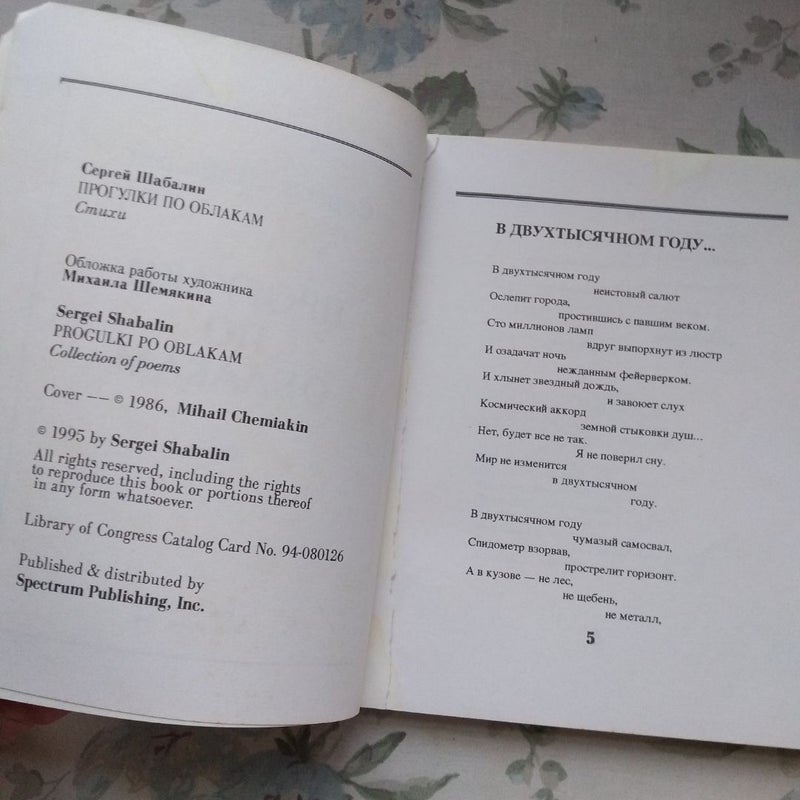 Сергей Шабалин
ПРОГУЛКИ ПО ОБЛАКАМ
Стихи
Обложка работы художника
Михаила Шемякина
Sergei Shabalin
PROGULKI PO OBLAKAM
Collection of poems
Cover –– © 1986, Mihail Chemiakin
© 1995 by Sergei Shabalin
All rights reserved, including the rights
to reproduce this book or portions thereof
in any form whatsoever.
Library of Congress Catalog Card No. 94-080126
Published & distributed by
Spectrum Publishing, Inc.
В ДВУХТЫСЯЧНОМ ГОДУ...
В двухтысячном году
неистовый салют
Ослепит города,
простившись с павшим веком.
Сто миллионов ламп
вдруг выпорхнут из люстр
И озадачат ночь
нежданным фейерверком.
И хлынет звездный дождь,
и завоюет слух
Космический аккорд
земной стыковки душ...
Нет, будет все не так.
Я не поверил сну.
Мир не изменится
в двухтысячном
году.
В двухтысячном году
чумазый самосвал,
Спидометр взорвав,
прострелит горизонт.
А в кузове — не лес,
не щебень,
не металл,
5